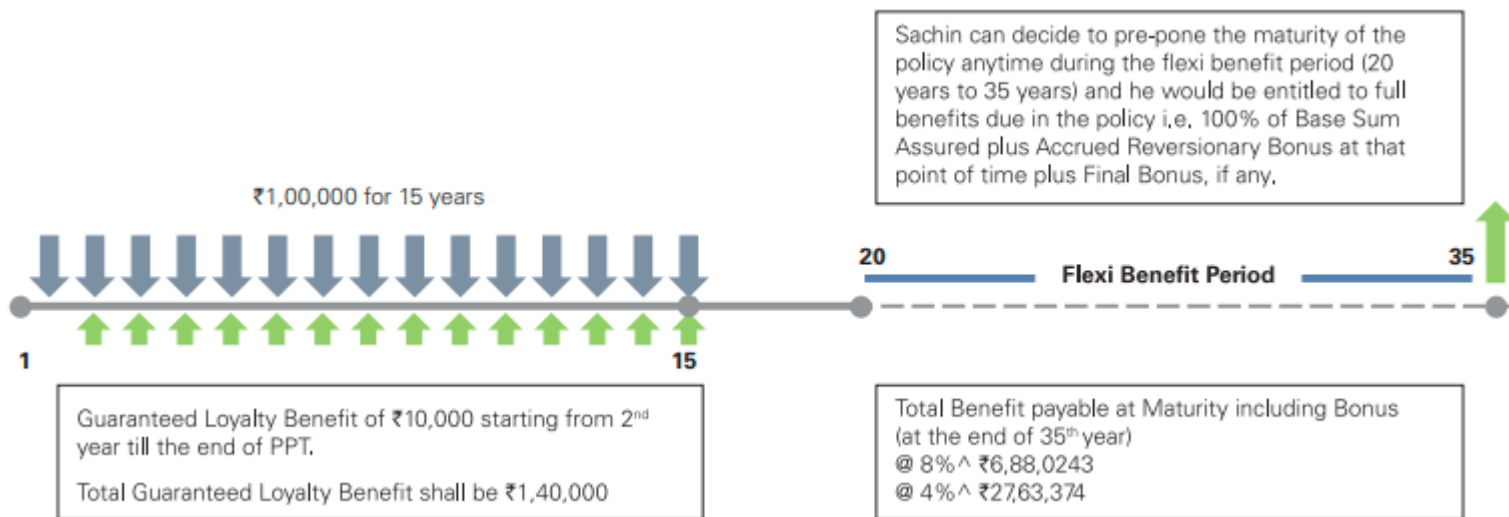 Sachin can decide to pre-pone the maturity of the
policy anytime during the flexi benefit period (20
years to 35 years) and he would be entitled to full
benefits due in the policy i.e. 100% of Base Sum
Assured plus Accrued Reversionary Bonus at that
point of time plus Final Bonus, if any.
₹1,00,000 for 15 years
20
Flexi Benefit Period
35
1
15
Guaranteed Loyalty Benefit of ₹10,000 starting from 2nd
year till the end of PPT.
Total Guaranteed Loyalty Benefit shall be ₹1,40,000
Total Benefit payable at Maturity including Bonus
(at the end of 35th year)
@ 8%^ ₹6,88,0243
@ 4%^ ₹27,63,374